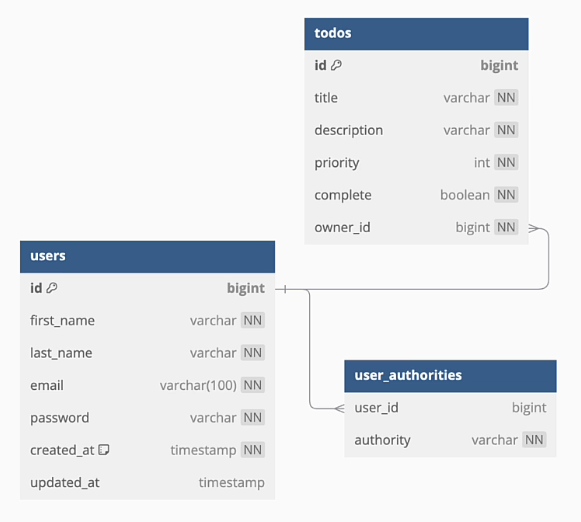 todos
id bigint
title varchar NN
description varchar NN
priority int NN
complete boolean NN
owner_id bigint NN
users
id bigint
first_name varchar NN
last_name varchar NN
email varchar(100) NN
password varchar NN
created_at timestamp NN
updated_at timestamp
user_authorities
user_id bigint
authority varchar NN